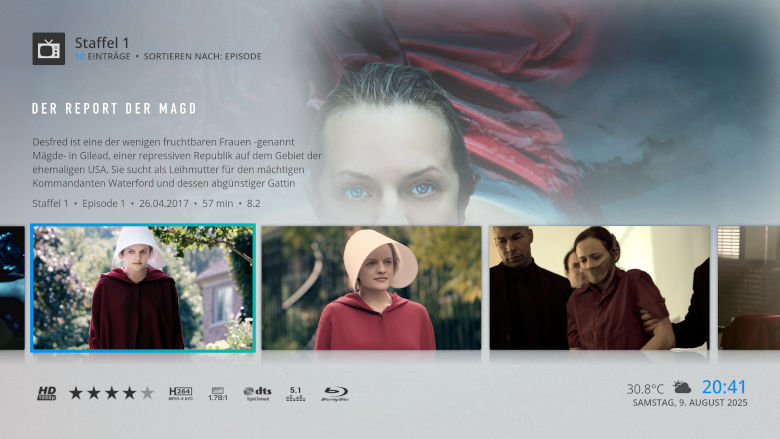 Staffel 1
10 EINTRÄGE • SORTIEREN NACH: EPISODE
DER REPORT DER MAGD
Desfred ist eine der wenigen fruchtbaren Frauen -genannt
Mägde- in Gilead, einer repressiven Republik auf dem Gebiet der
ehemaligen USA. Sie sucht als Leihmutter für den mächtigen
Kommandanten Waterford und dessen abgünstiger Gattin
Staffel 1 • Episode 1 • 26.04.2017 • 57 min • 8.2
HD 1080p H264 MPEG-4 AVC 1.78:1 dts Digital Surround 5.1 Blu-ray Disc
30.8°C 20:41
SAMSTAG, 9. AUGUST 2025